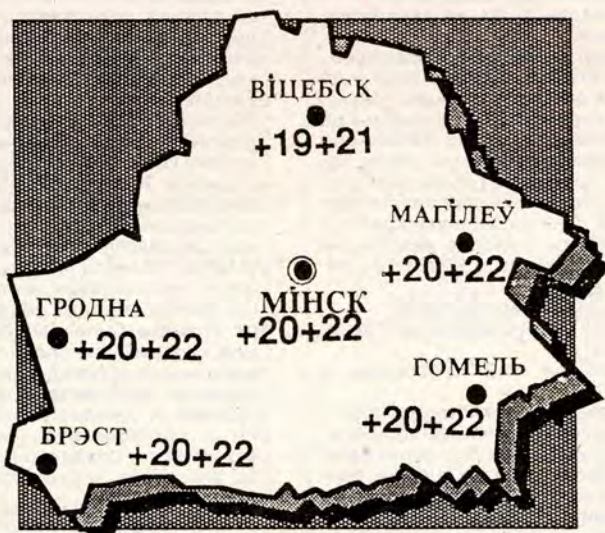 ВІЦЕБСК
+19+21
МАГІЛЕЎ
+20+22
МІНСК
+20+22
ГРОДНА
+20+22
ГОМЕЛЬ
+20+22
БРЭСТ +20+22